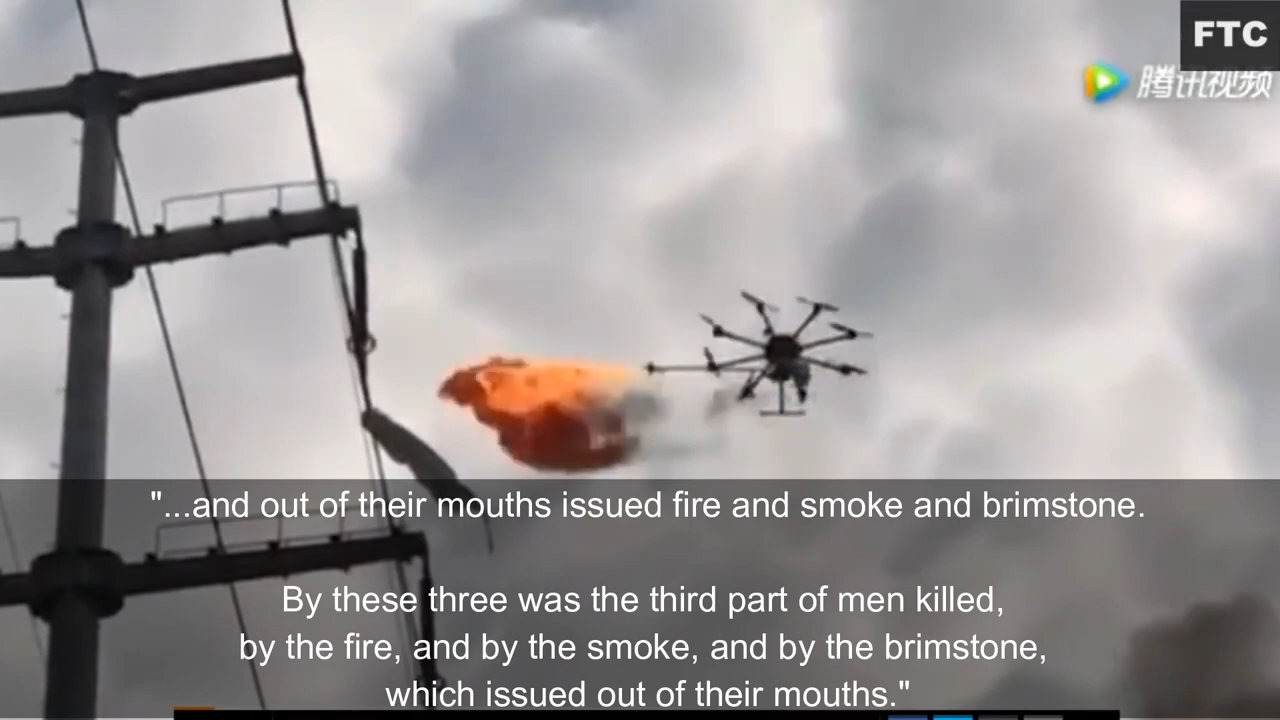 FTC
腾讯视频
"...and out of their mouths issued fire and smoke and brimstone.
By these three was the third part of men killed,
by the fire, and by the smoke, and by the brimstone,
which issued out of their mouths."